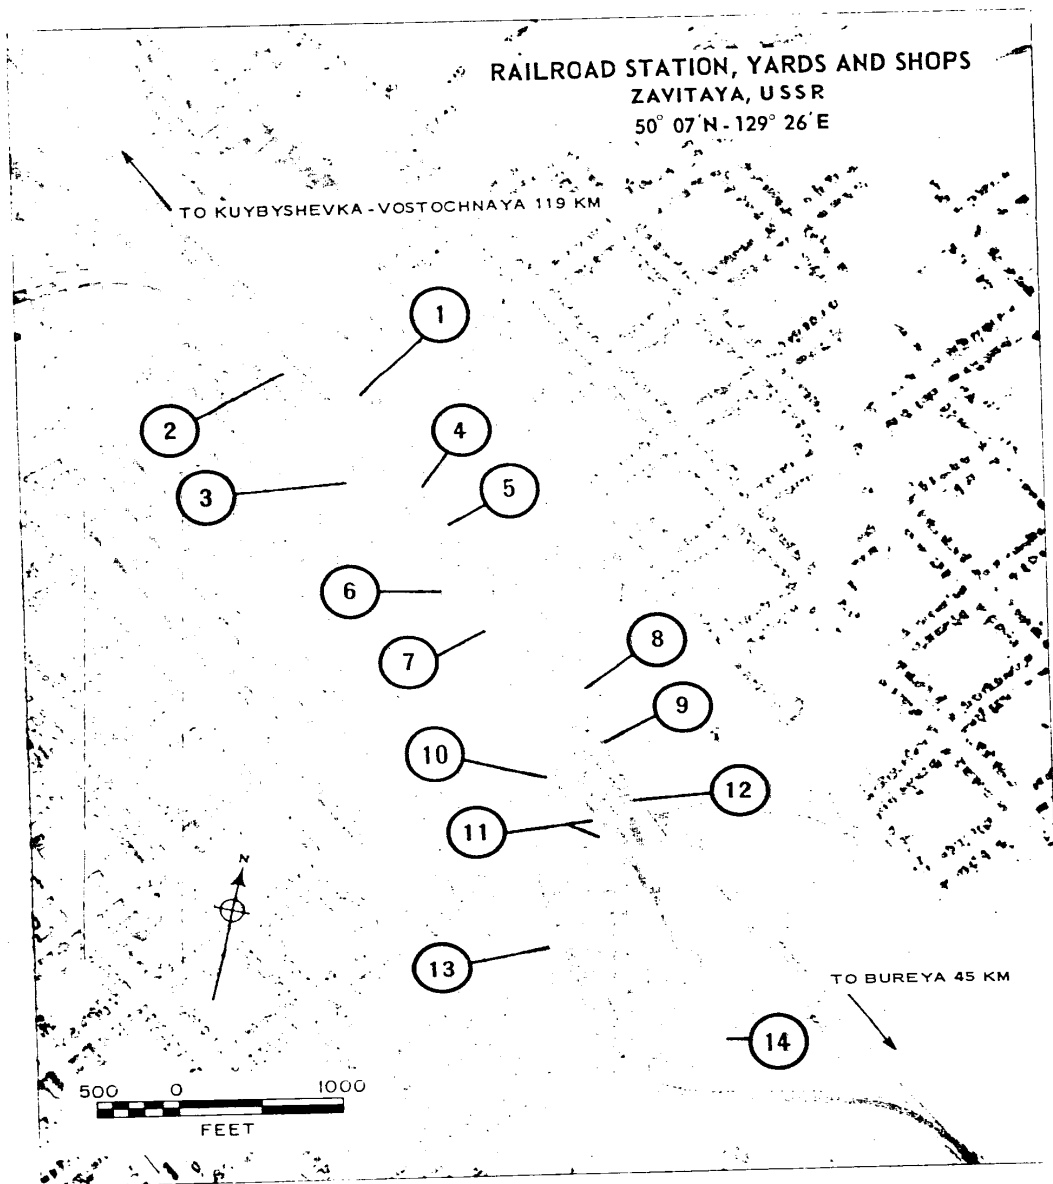 RAILROAD STATION, YARDS AND SHOPS
ZAVITAYA, USSR
50° 07′N - 129° 26′E
TO KUYBYSHEVKA - VOSTOCHNAYA 119 KM
1
2
4
3
5
6
8
7
9
10
12
11
N
13
TO BUREYA 45 KM
14
500 0 1000
FEET